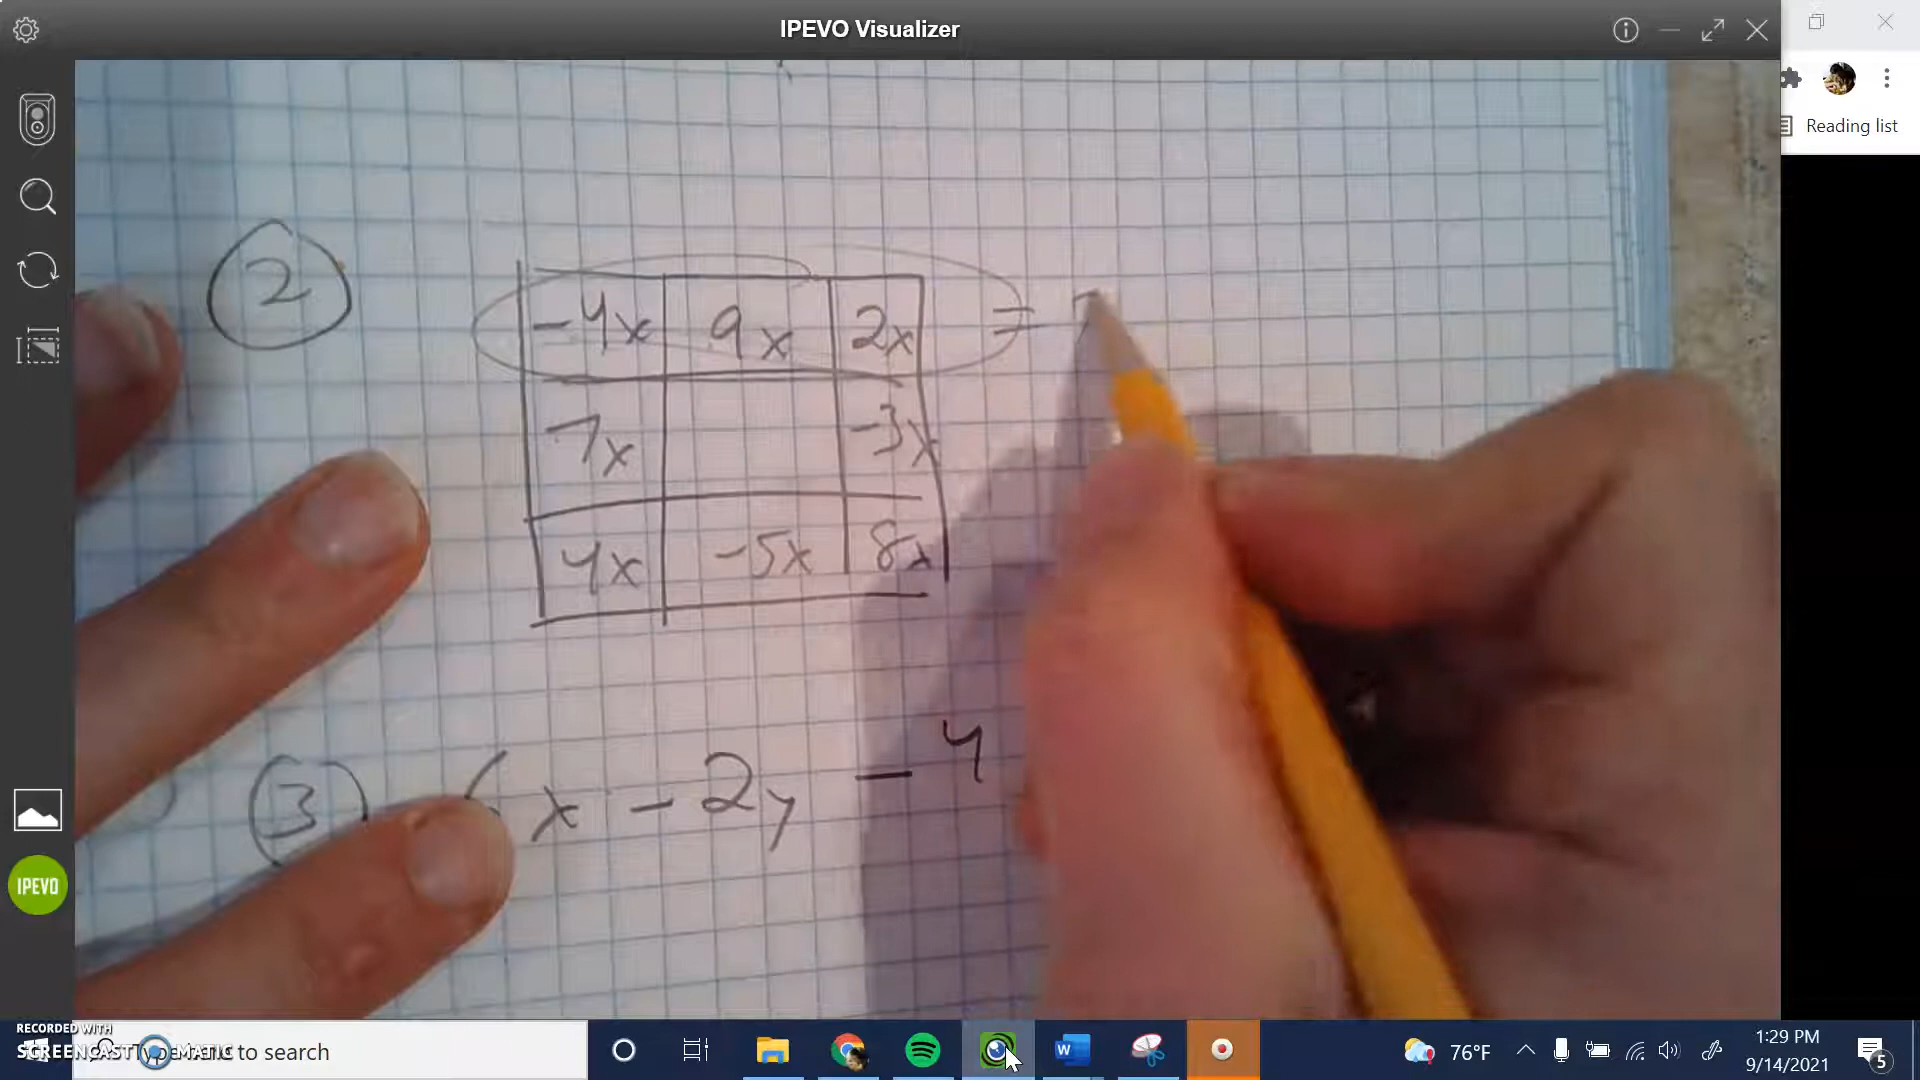 IPEVO Visualizer
Reading list
2
-4x 9x 2x =
7x -3x
4x -5x 8x
3 x - 2y - 4
IPEVO
RECORDED WITH
SCREENCAST MATIC
to search
76°F
1:29 PM
9/14/2021
5